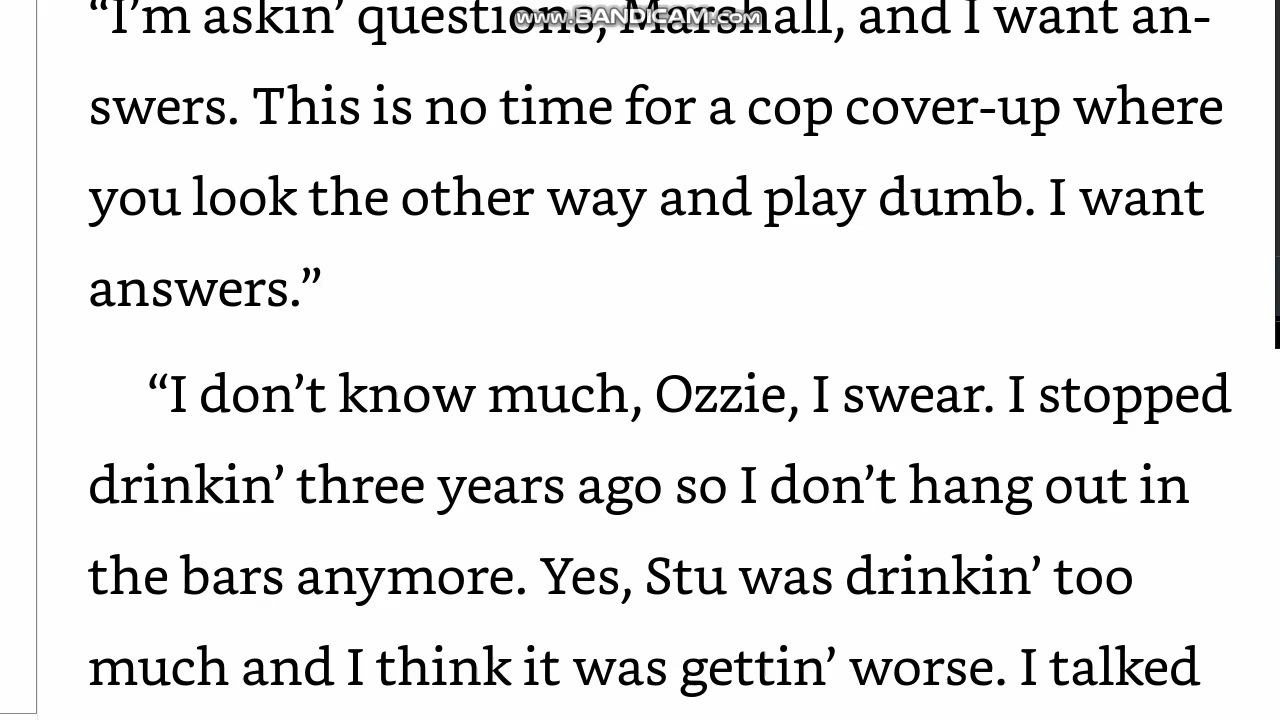 www.BANDICAM.com
“I’m askin’ questions, Marshall, and I want an-
swers. This is no time for a cop cover-up where
you look the other way and play dumb. I want
answers.”
“I don’t know much, Ozzie, I swear. I stopped
drinkin’ three years ago so I don’t hang out in
the bars anymore. Yes, Stu was drinkin’ too
much and I think it was gettin’ worse. I talked